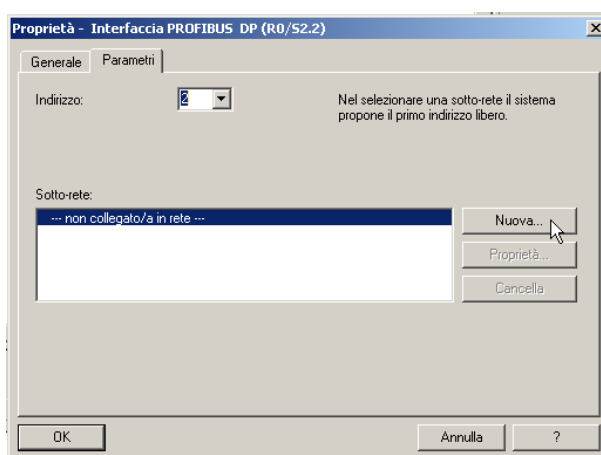 Proprietà - Interfaccia PROFIBUS DP (R0/S2.2)
Generale Parametri
Indirizzo: 2 Nel selezionare una sotto-rete il sistema
propone il primo indirizzo libero.
Sotto-rete:
--- non collegato/a in rete --- Nuova...
Proprietà...
Cancella
OK Annulla ?